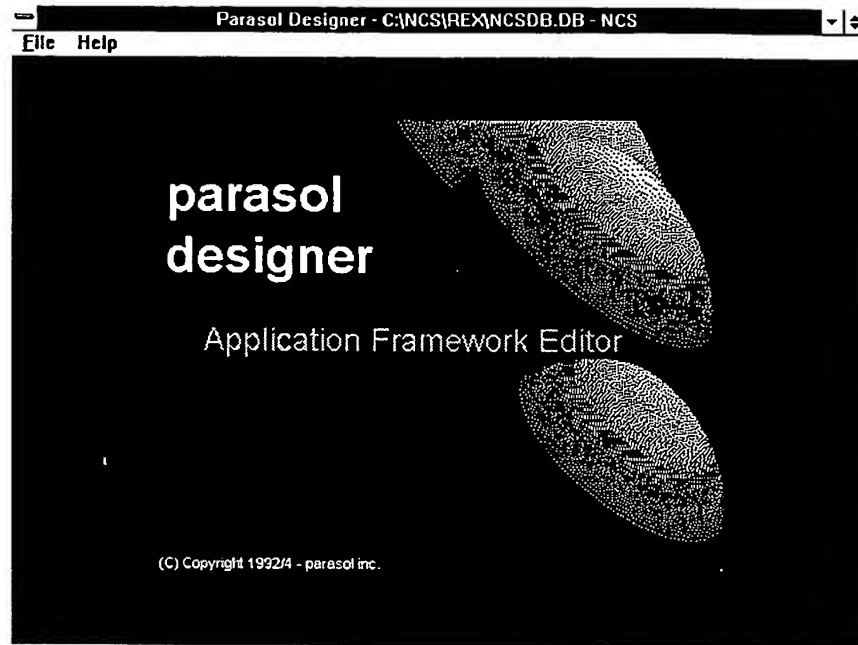 Parasol Designer - C:\NCS\REX\NCSDB.DB - NCS
File Help
parasol
designer
Application Framework Editor
(C) Copyright 1992/4 - parasol inc.